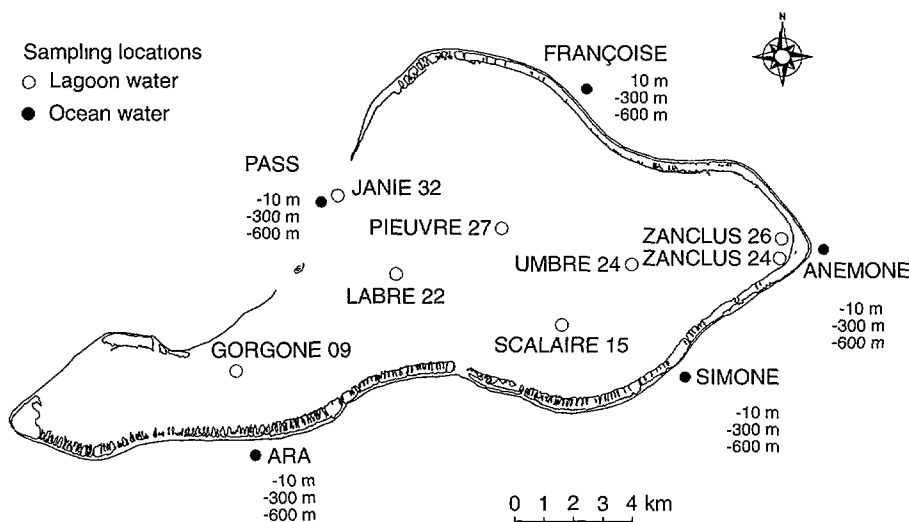 N
Sampling locations
Lagoon water
Ocean water
FRANÇOISE
10 m
-300 m
-600 m
PASS
-10 m
-300 m
-600 m
JANIE 32
PIEUVRE 27
ZANCLUS 26
UMBRE 24
ZANCLUS 24
ANEMONE
-10 m
-300 m
-600 m
LABRE 22
SCALAIRE 15
GORGONE 09
SIMONE
-10 m
-300 m
-600 m
ARA
-10 m
-300 m
-600 m
0 1 2 3 4 km